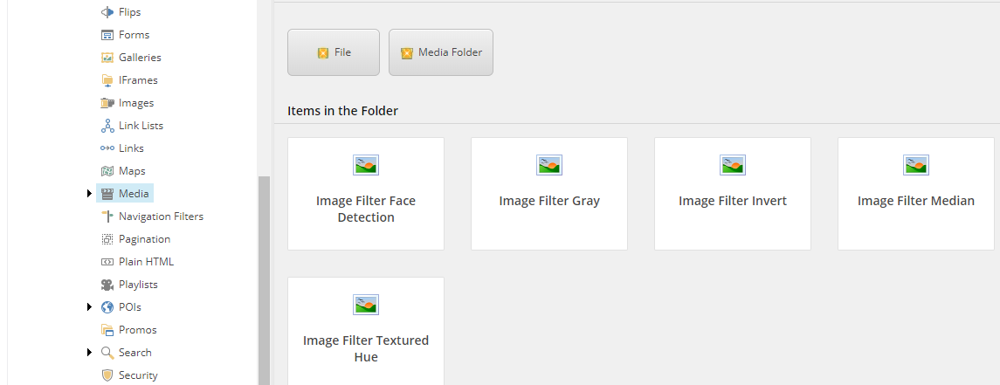 Flips
Forms
Galleries
IFrames
Images
Link Lists
Links
Maps
Media
Navigation Filters
Pagination
Plain HTML
Playlists
POIs
Promos
Search
Security
File
Media Folder
Items in the Folder
Image Filter Face
Detection
Image Filter Gray
Image Filter Invert
Image Filter Median
Image Filter Textured
Hue